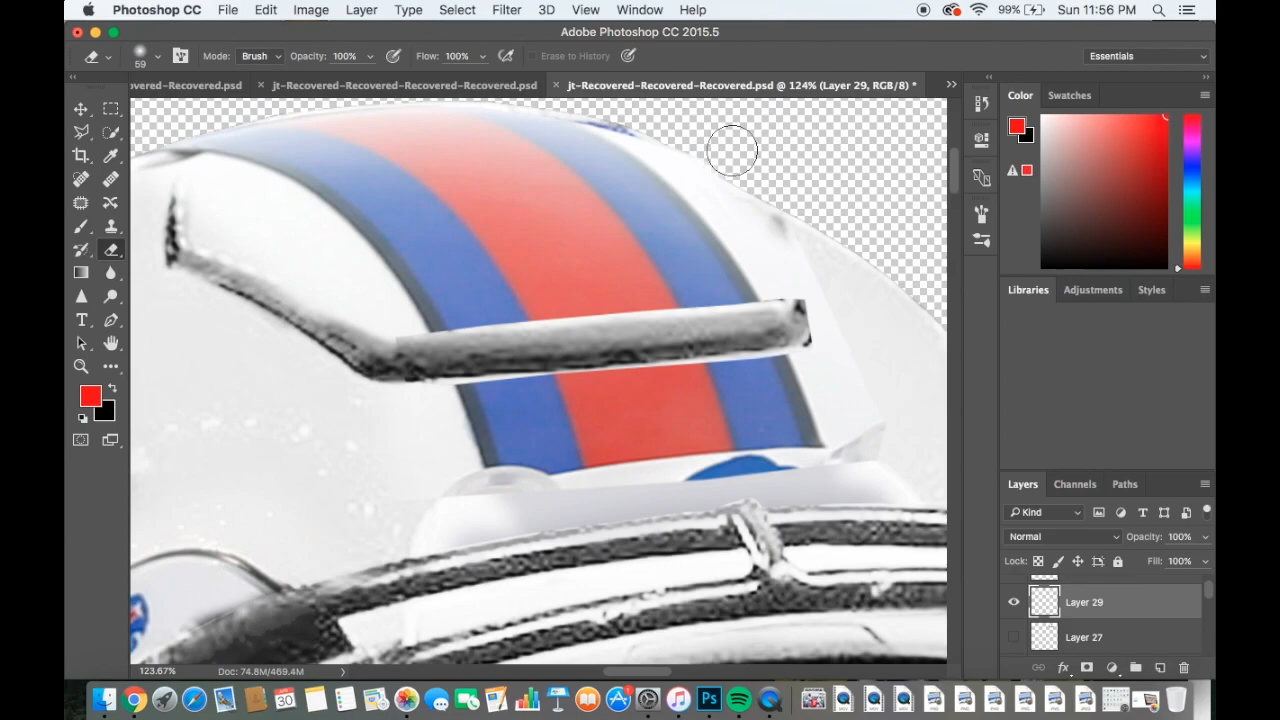 Photoshop CC File Edit Image Layer Type Select Filter 3D View Window Help 99% Sun 11:56 AM
Adobe Photoshop CC 2015.5
59 Mode: Brush Opacity: 100% Flow: 100% Erase to History Essentials
overed-Recovered.psd jt-Recovered-Recovered-Recovered-Recovered.psd jt-Recovered-Recovered-Recovered.psd @ 124% (Layer 29, RGB/8) *
Color Swatches
Libraries Adjustments Styles
Layers Channels Paths
Kind
Normal Opacity: 100%
Lock: Fill: 100%
Layer 29
Layer 27
123.67% Doc: 74.8M/469.4M